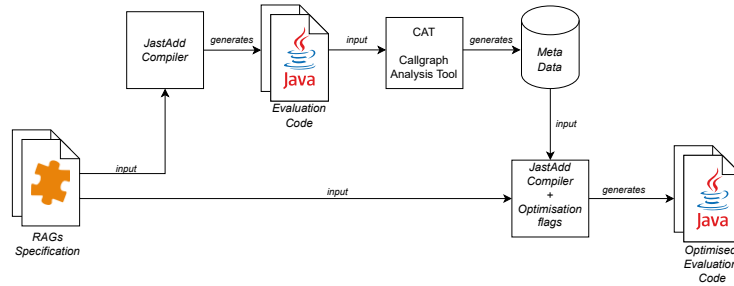 JastAdd
Compiler
generates
Java
Evaluation
Code
input
CAT
Callgraph
Analysis Tool
generates
Meta
Data
input
input
RAGs
Specification
input
JastAdd
Compiler
+
Optimisation
flags
generates
Java
Optimised
Evaluation
Code